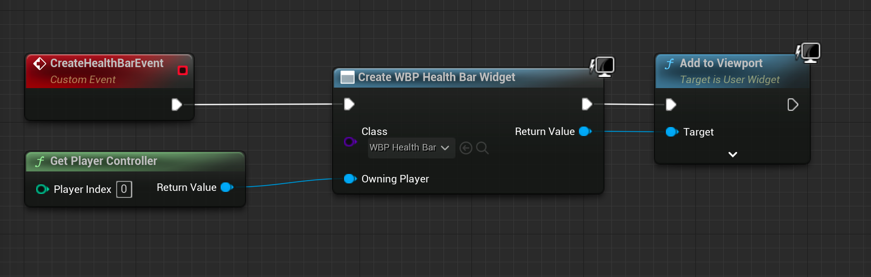 CreateHealthBarEvent
Custom Event
Get Player Controller
Player Index 0 Return Value
Create WBP Health Bar Widget
Class
WBP Health Bar
Return Value
Owning Player
f Add to Viewport
Target is User Widget
Target